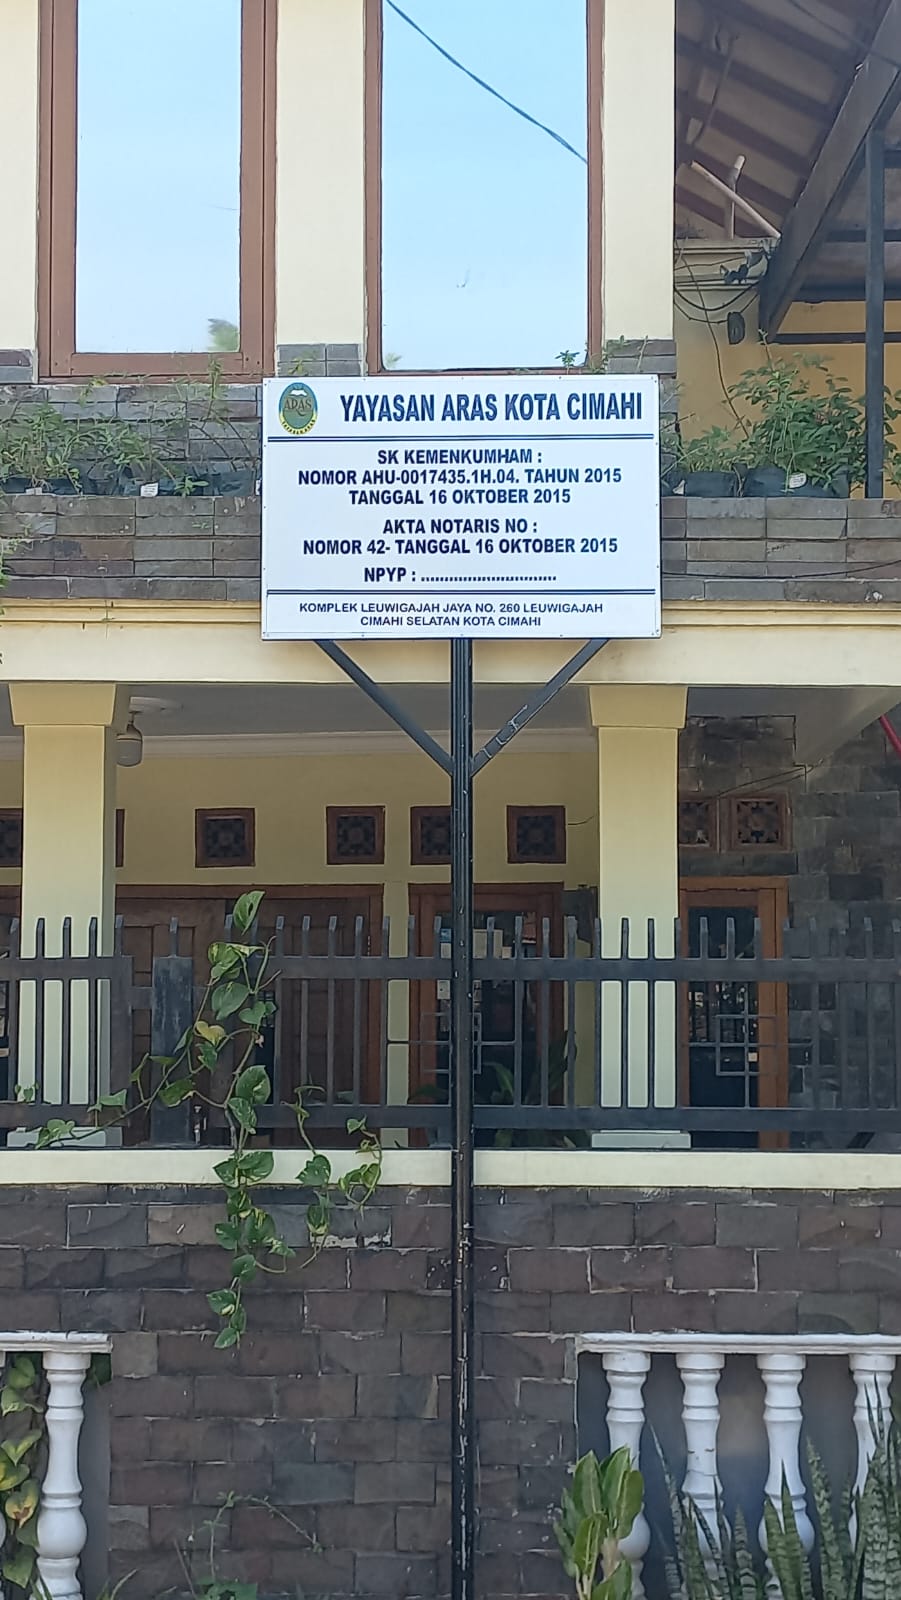 ARAS
YAYASAN ARAS KOTA CIMAHI
SK KEMENKUMHAM :
NOMOR AHU-0017435.1H.04. TAHUN 2015
TANGGAL 16 OKTOBER 2015
AKTA NOTARIS NO :
NOMOR 42- TANGGAL 16 OKTOBER 2015
NPYP : .............................
KOMPLEK LEUWIGAJAH JAYA NO. 260 LEUWIGAJAH
CIMAHI SELATAN KOTA CIMAHI